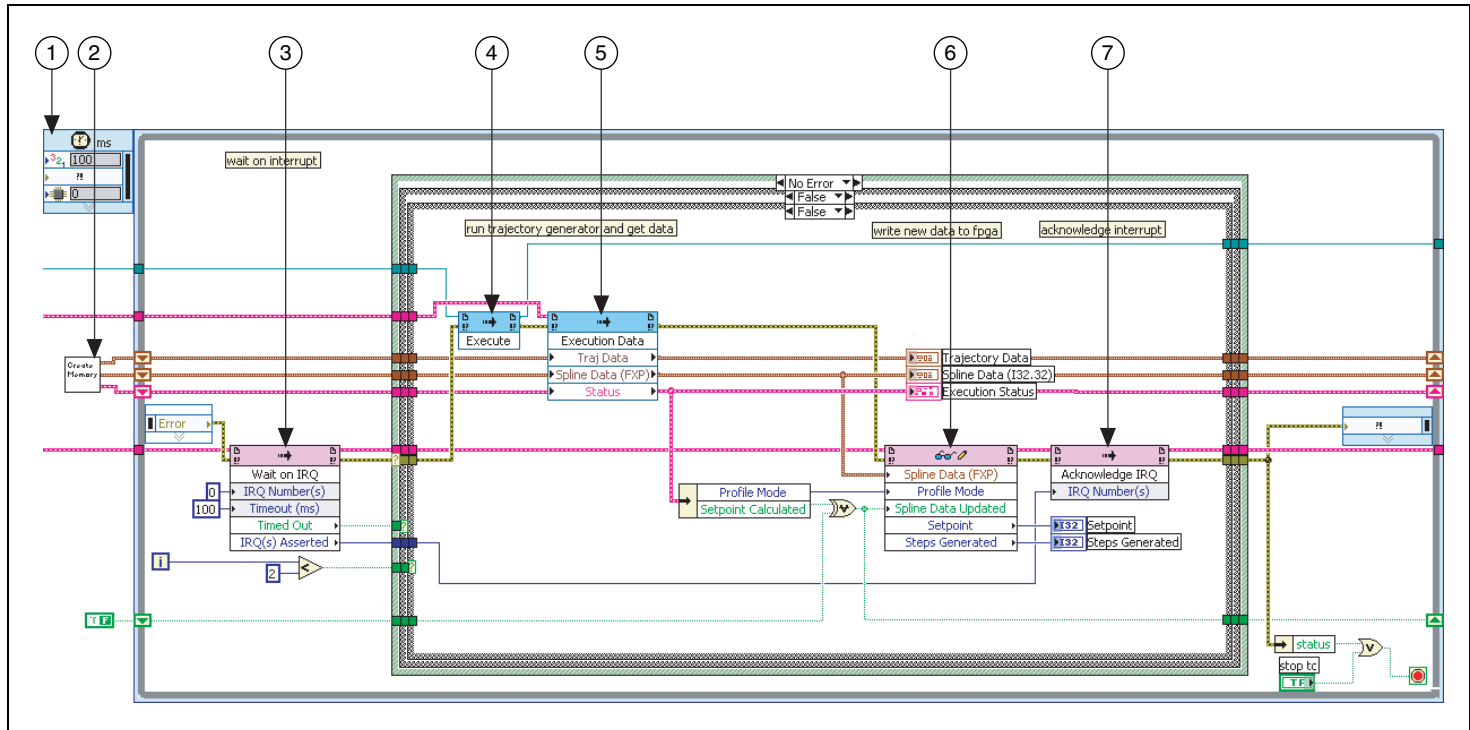 1
2
3
4
5
6
7
ms
100
?!
0
wait on interrupt
No Error
False
False
run trajectory generator and get data
write new data to fpga
acknowledge interrupt
Execute
Execution Data
Traj Data
Spline Data (FXP)
Status
Create
Memory
Trajectory Data
Spline Data (I32.32)
Execution Status
Error
?!
Wait on IRQ
0
IRQ Number(s)
100
Timeout (ms)
Timed Out
IRQ(s) Asserted
Spline Data (FXP)
Profile Mode
Spline Data Updated
Setpoint
Steps Generated
Acknowledge IRQ
IRQ Number(s)
Profile Mode
Setpoint Calculated
I32
Setpoint
I32
Steps Generated
i
2
<
F
status
stop tc
TF